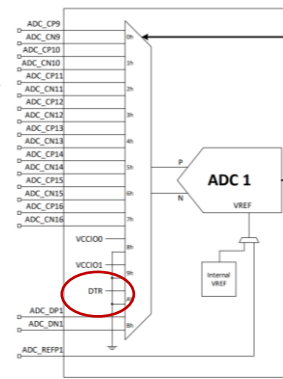 ADC_CP9
ADC_CN9
0h
ADC_CP10
ADC_CN10
1h
ADC_CP11
ADC_CN11
2h
ADC_CP12
ADC_CN12
3h
ADC_CP13
ADC_CN13
4h
ADC_CP14
ADC_CN14
5h
P
ADC_CP15
ADC_CN15
6h
N
ADC 1
ADC_CP16
ADC_CN16
7h
VREF
VCCIO0
8h
VCCIO1
9h
Internal
VREF
DTR
ADC_DP1
ADC_DN1
Bh
ADC_REFP1